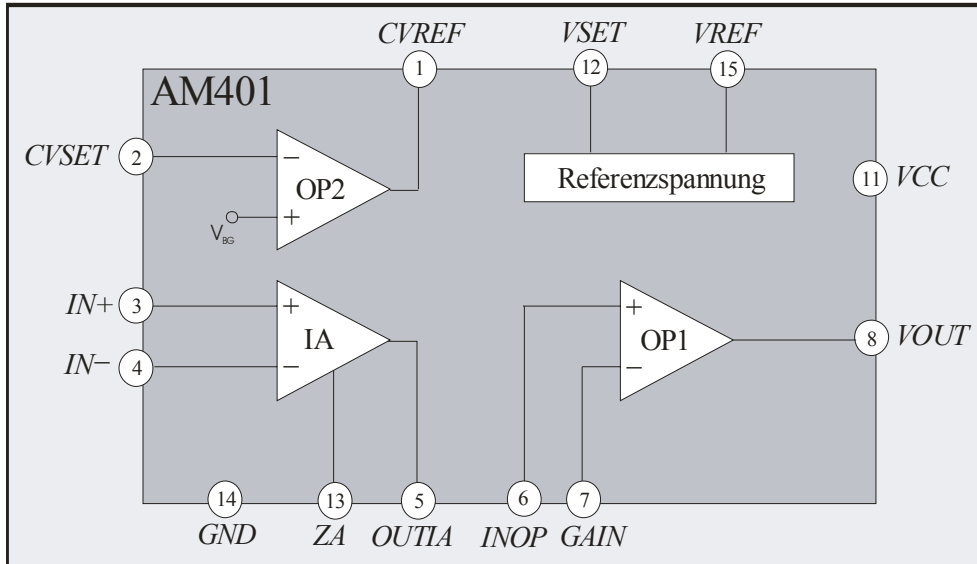 CVREF VSET VREF
1 12 15
AM401
CVSET 2
−
OP2
+
V_BG
Referenzspannung
11 VCC
IN+ 3
+
IA
IN− 4
−
+
OP1
−
8 VOUT
14 13 5 6 7
GND ZA OUTIA INOP GAIN